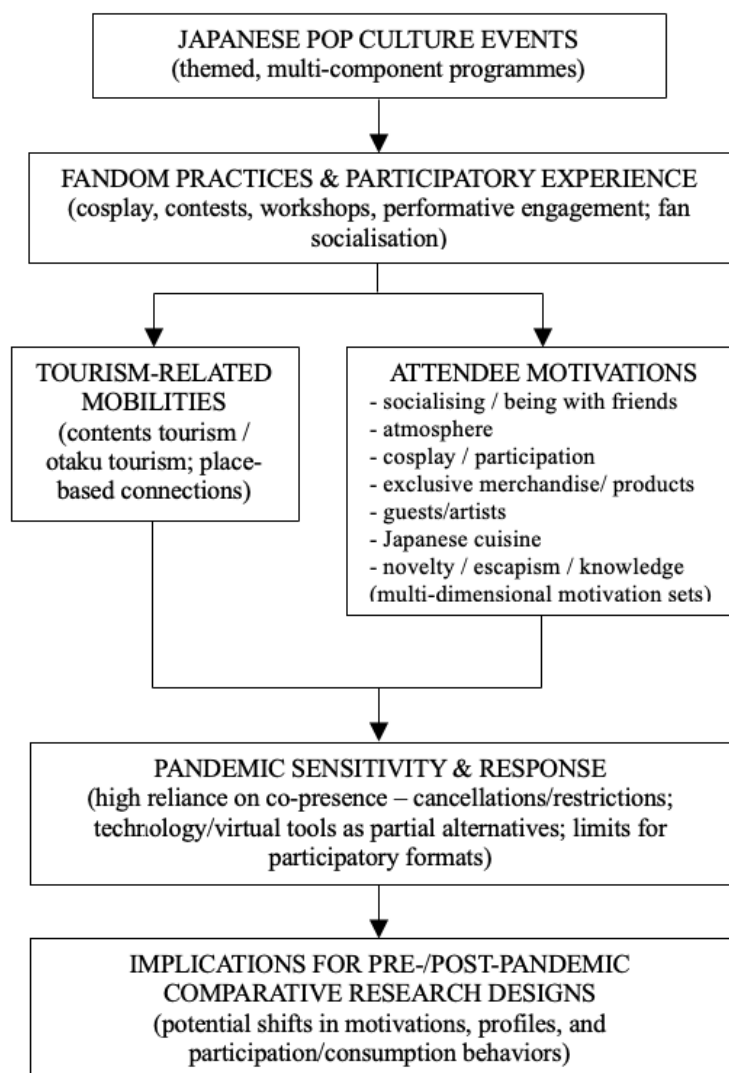 JAPANESE POP CULTURE EVENTS
(themed, multi-component programmes)
FANDOM PRACTICES & PARTICIPATORY EXPERIENCE
(cosplay, contests, workshops, performative engagement; fan
socialisation)
TOURISM-RELATED
MOBILITIES
(contents tourism /
otaku tourism; place-
based connections)
ATTENDEE MOTIVATIONS
- socialising / being with friends
- atmosphere
- cosplay / participation
- exclusive merchandise/ products
- guests/artists
- Japanese cuisine
- novelty / escapism / knowledge
(multi-dimensional motivation sets)
PANDEMIC SENSITIVITY & RESPONSE
(high reliance on co-presence – cancellations/restrictions;
technology/virtual tools as partial alternatives; limits for
participatory formats)
IMPLICATIONS FOR PRE-/POST-PANDEMIC
COMPARATIVE RESEARCH DESIGNS
(potential shifts in motivations, profiles, and
participation/consumption behaviors)